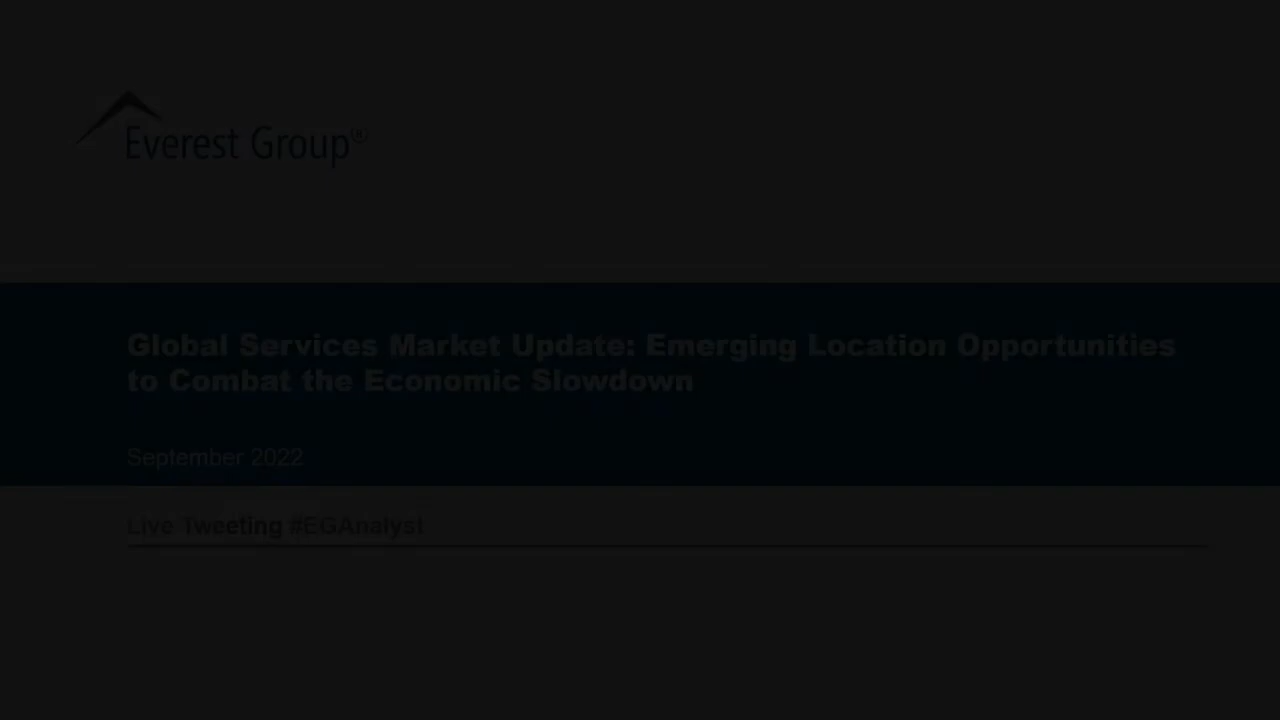 Everest Group®
Global Services Market Update: Emerging Location Opportunities
to Combat the Economic Slowdown
September 2022
Live Tweeting #EGAnalyst